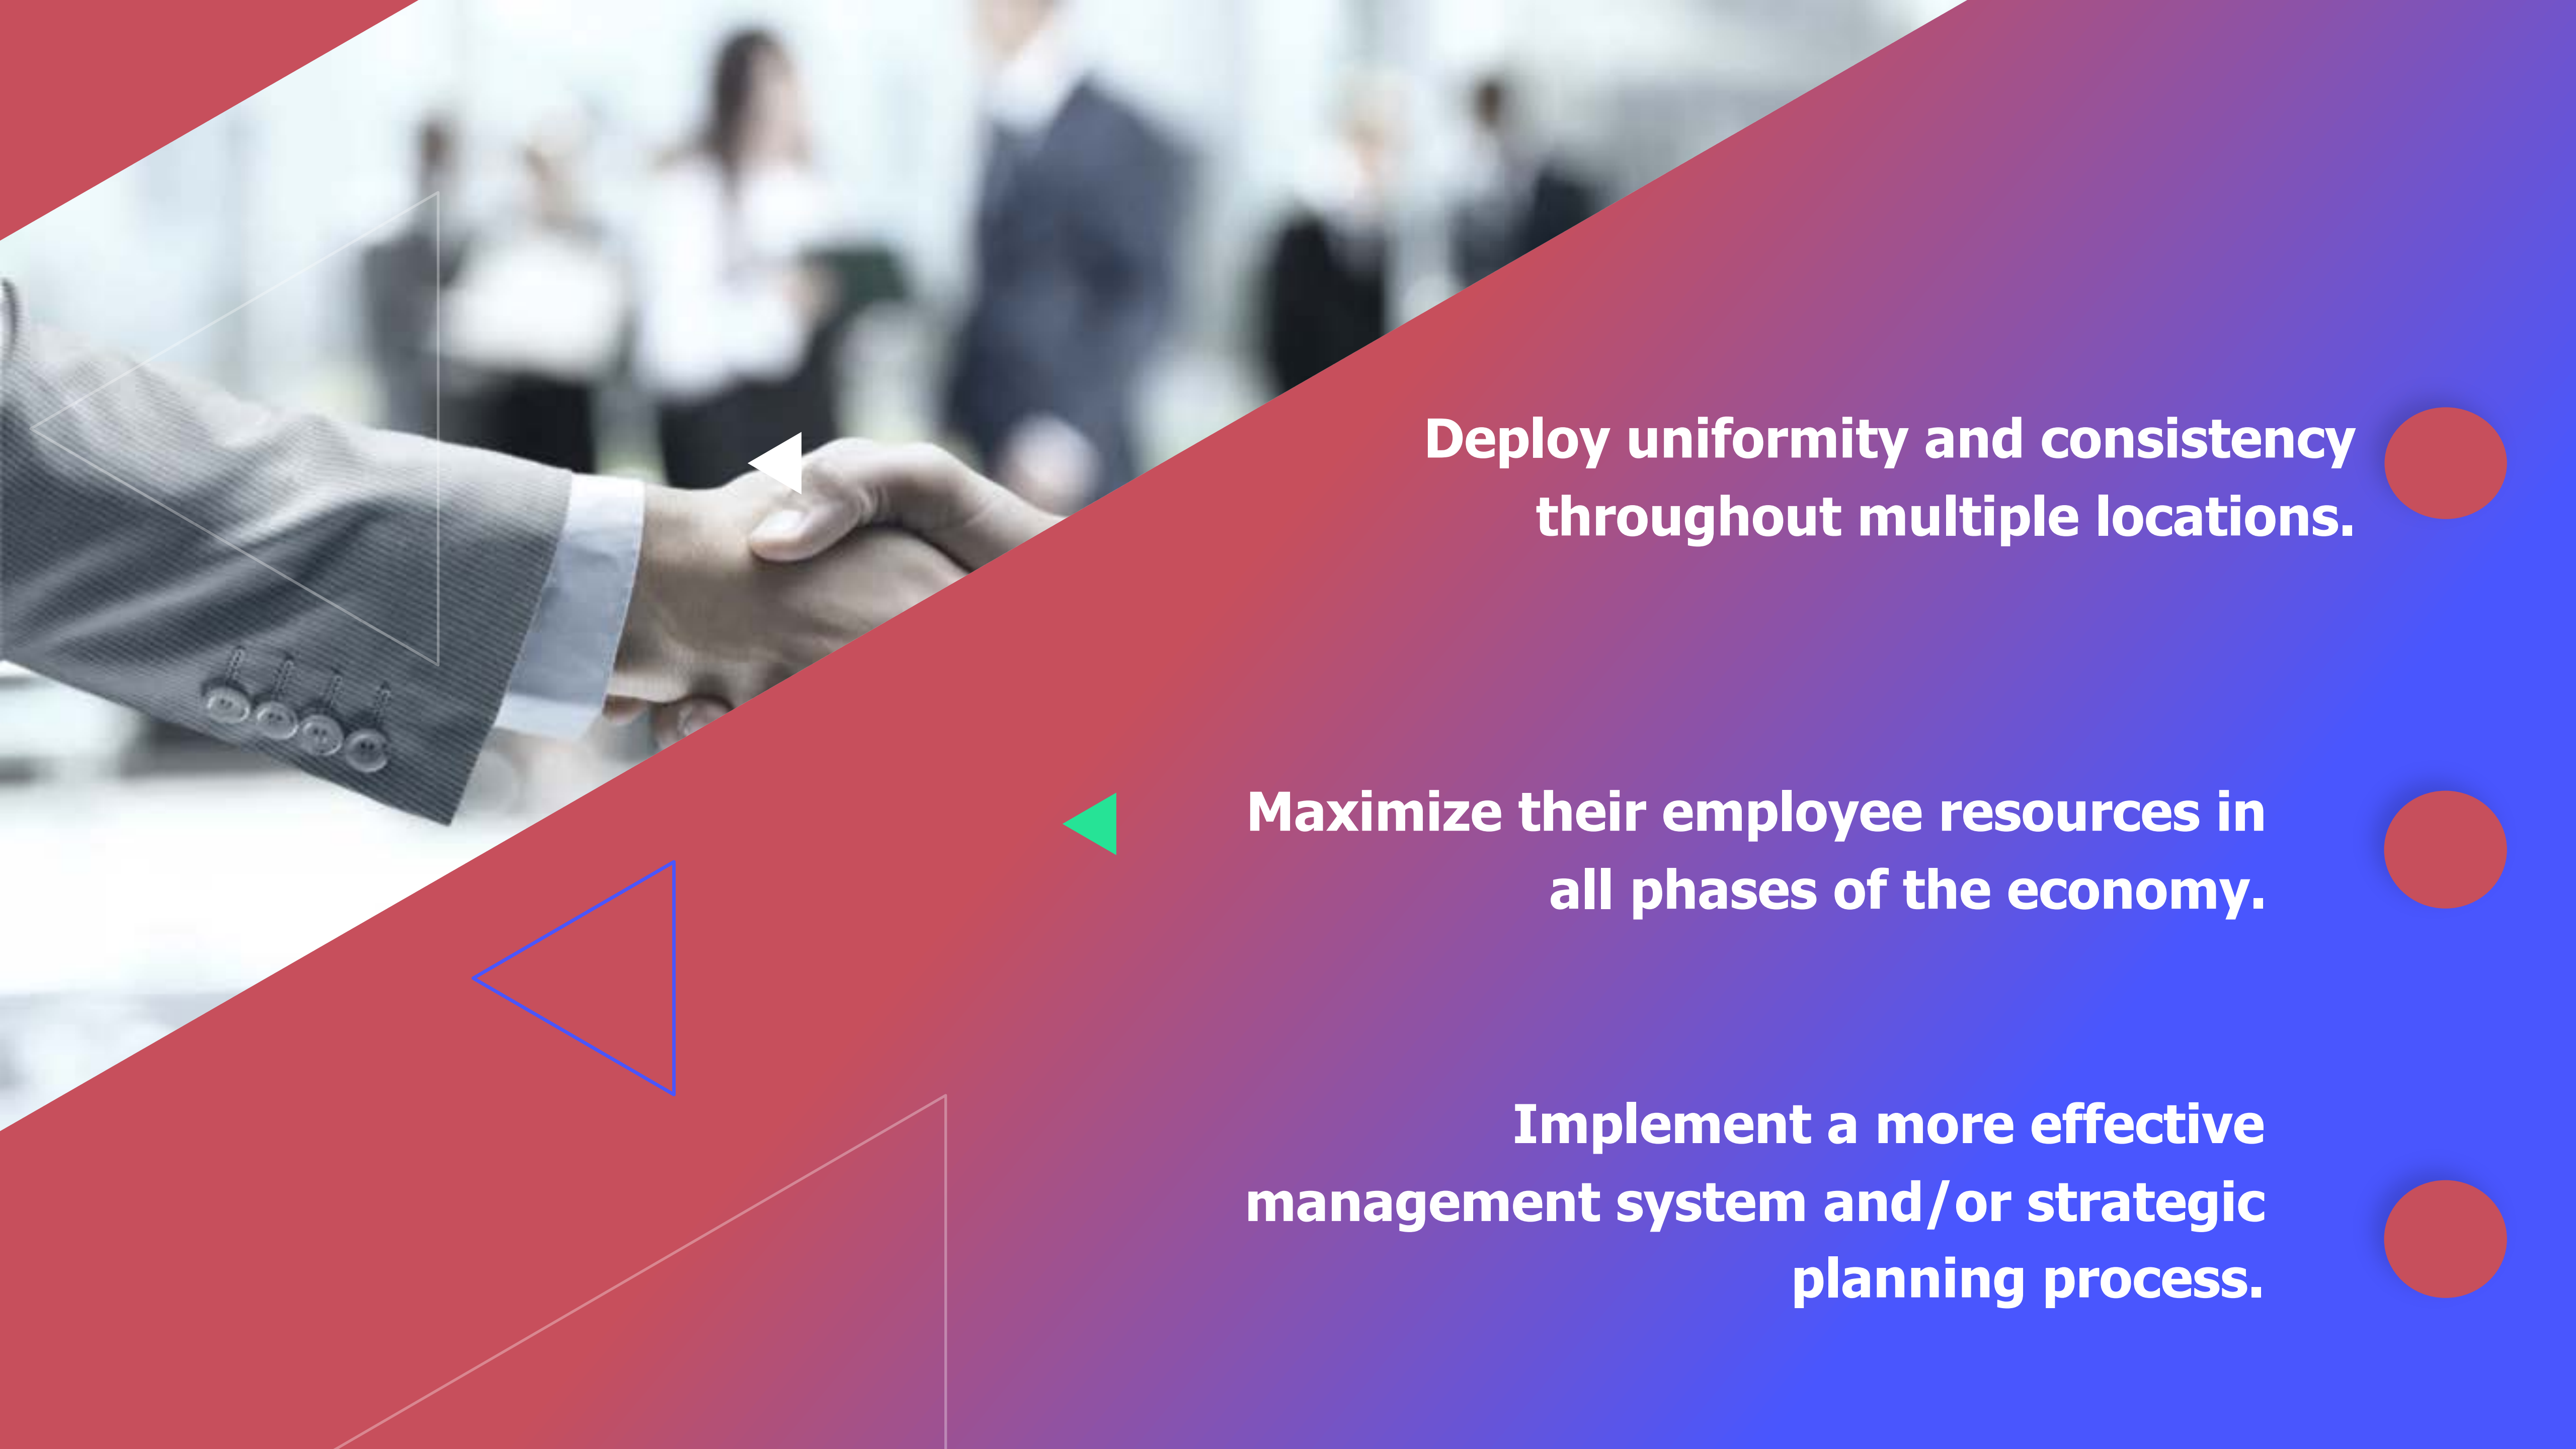 Deploy uniformity and consistency
throughout multiple locations.
Maximize their employee resources in
all phases of the economy.
Implement a more effective
management system and/or strategic
planning process.